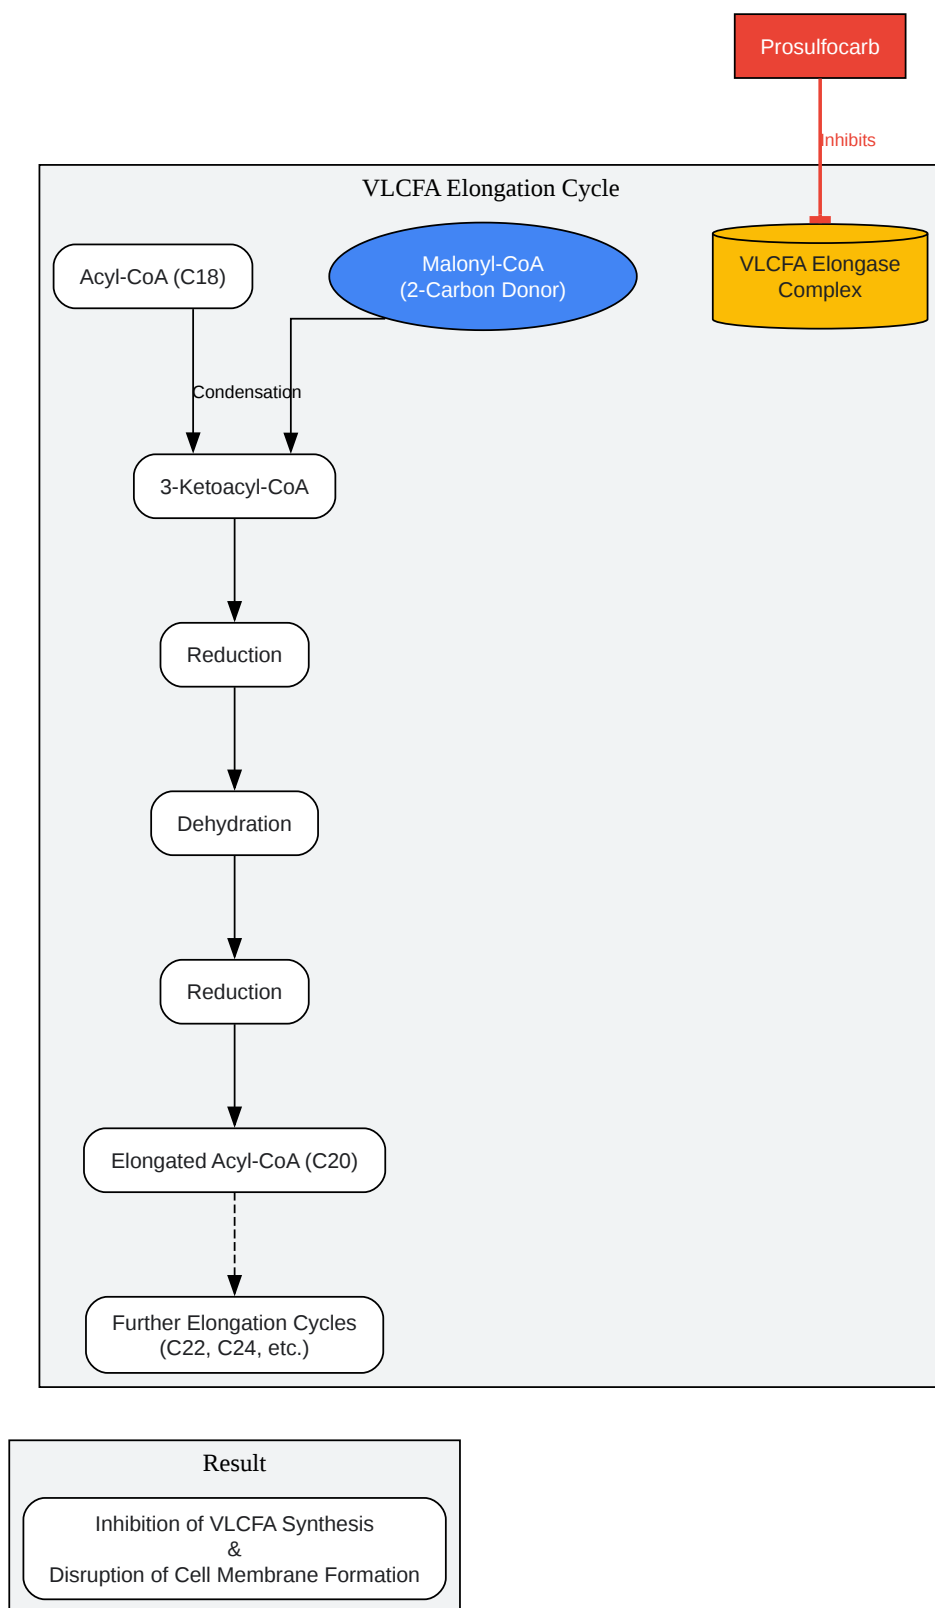 Prosulfocarb
Inhibits
VLCFA Elongation Cycle
Acyl-CoA (C18)
Malonyl-CoA
(2-Carbon Donor)
VLCFA Elongase
Complex
Condensation
3-Ketoacyl-CoA
Reduction
Dehydration
Reduction
Elongated Acyl-CoA (C20)
Further Elongation Cycles
(C22, C24, etc.)
Result
Inhibition of VLCFA Synthesis
&
Disruption of Cell Membrane Formation